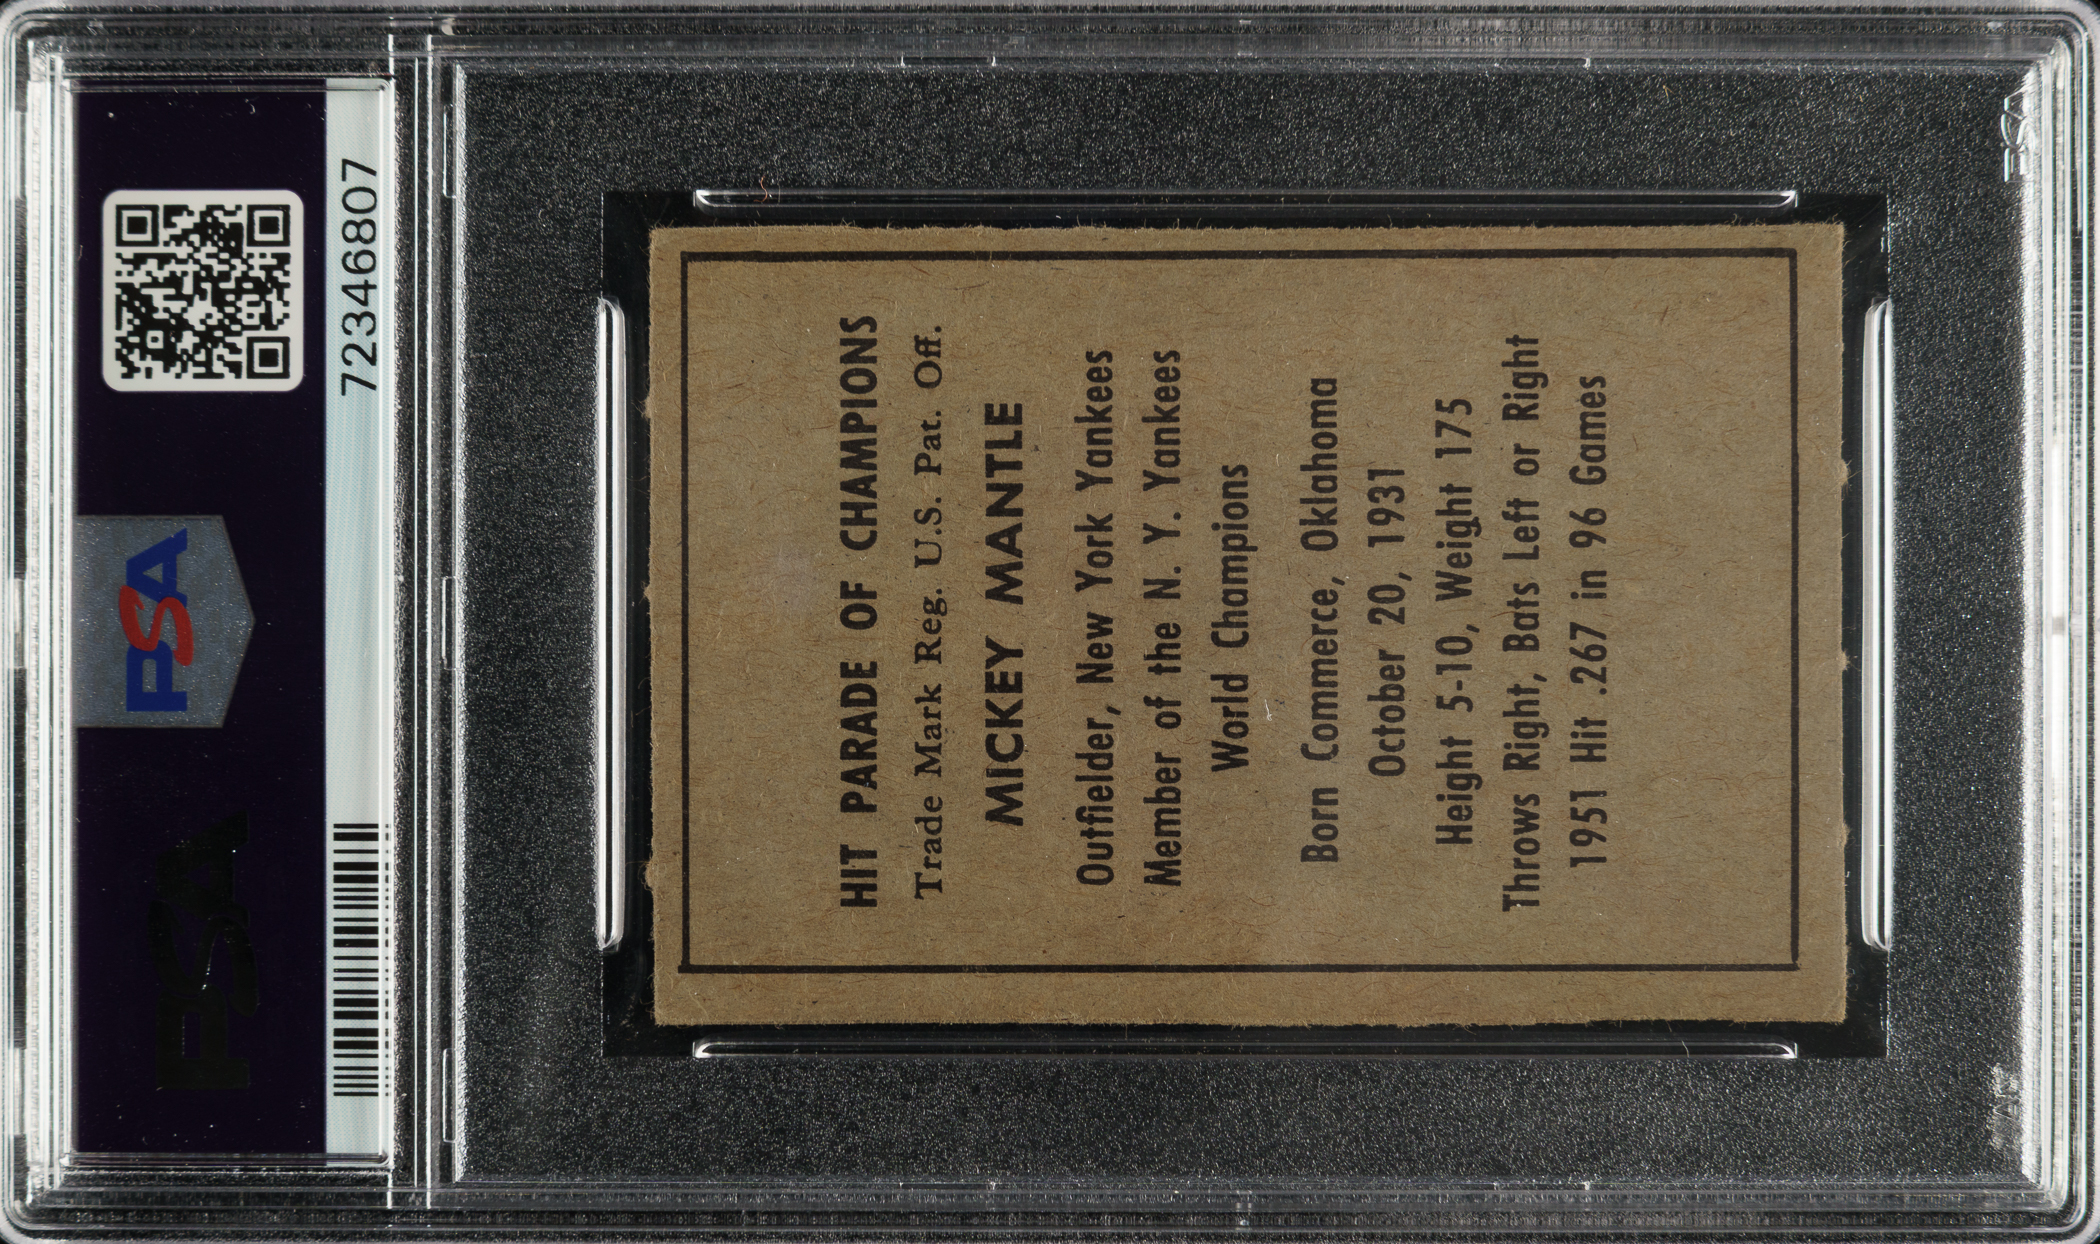 72346807
PSA
PSA
HIT PARADE OF CHAMPIONS
Trade Mark Reg. U.S. Pat. Off.
MICKEY MANTLE
Outfielder, New York Yankees
Member of the N. Y. Yankees
World Champions
Born Commerce, Oklahoma
October 20, 1931
Height 5-10, Weight 175
Throws Right, Bats Left or Right
1951 Hit .267 in 96 Games
PSA